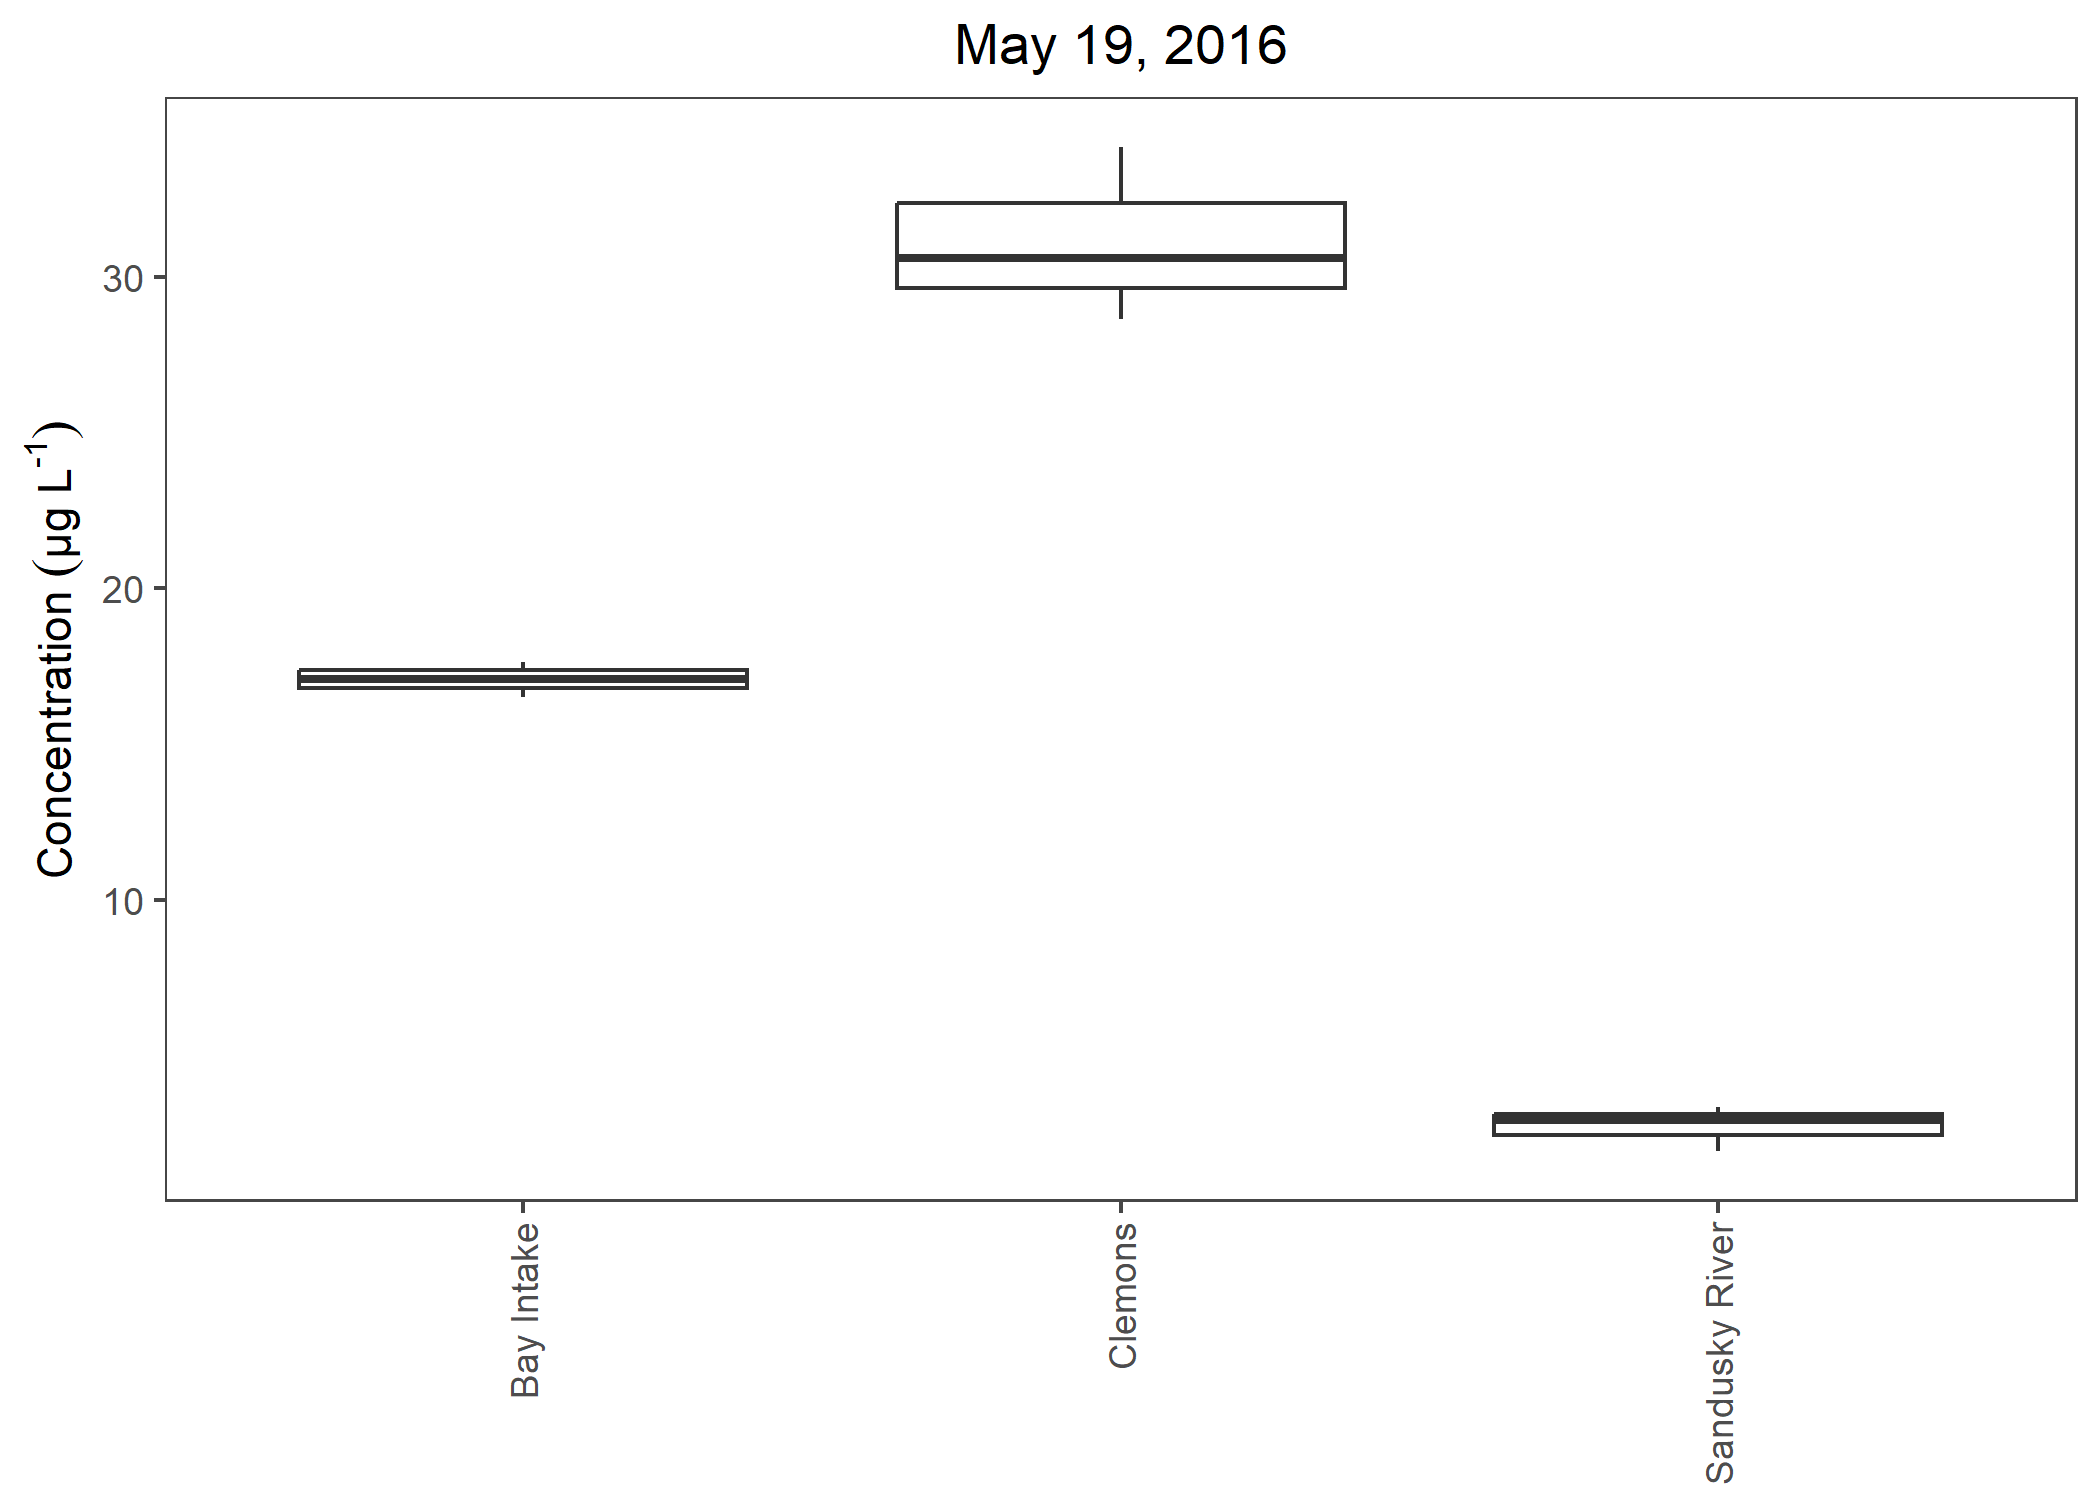 May 19, 2016
Concentration (µg L⁻¹)
30
20
10
Bay Intake
Clemons
Sandusky River